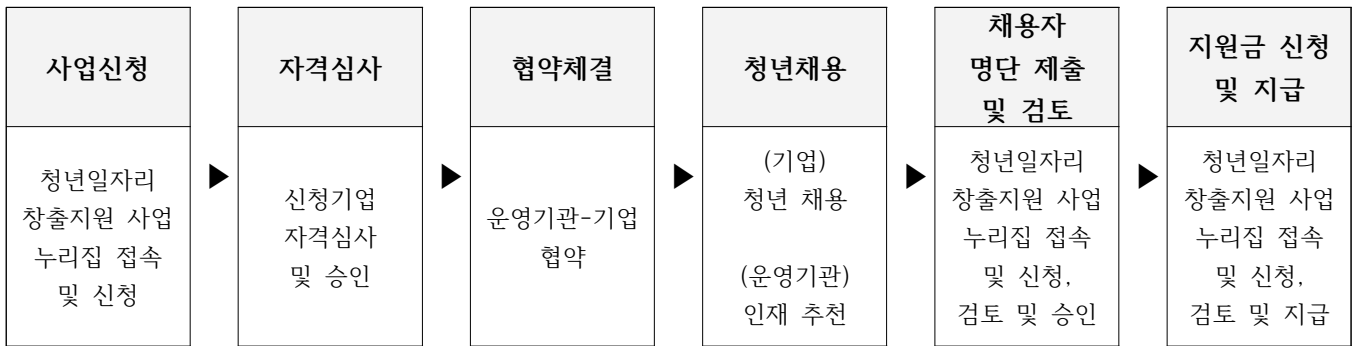 사업신청
청년일자리
창출지원 사업
누리집 접속
및 신청
▶
자격심사
신청기업
자격심사
및 승인
▶
협약체결
운영기관-기업
협약
▶
청년채용
(기업)
청년 채용
(운영기관)
인재 추천
▶
채용자
명단 제출
및 검토
청년일자리
창출지원 사업
누리집 접속
및 신청,
검토 및 승인
▶
지원금 신청
및 지급
청년일자리
창출지원 사업
누리집 접속
및 신청,
검토 및 지급